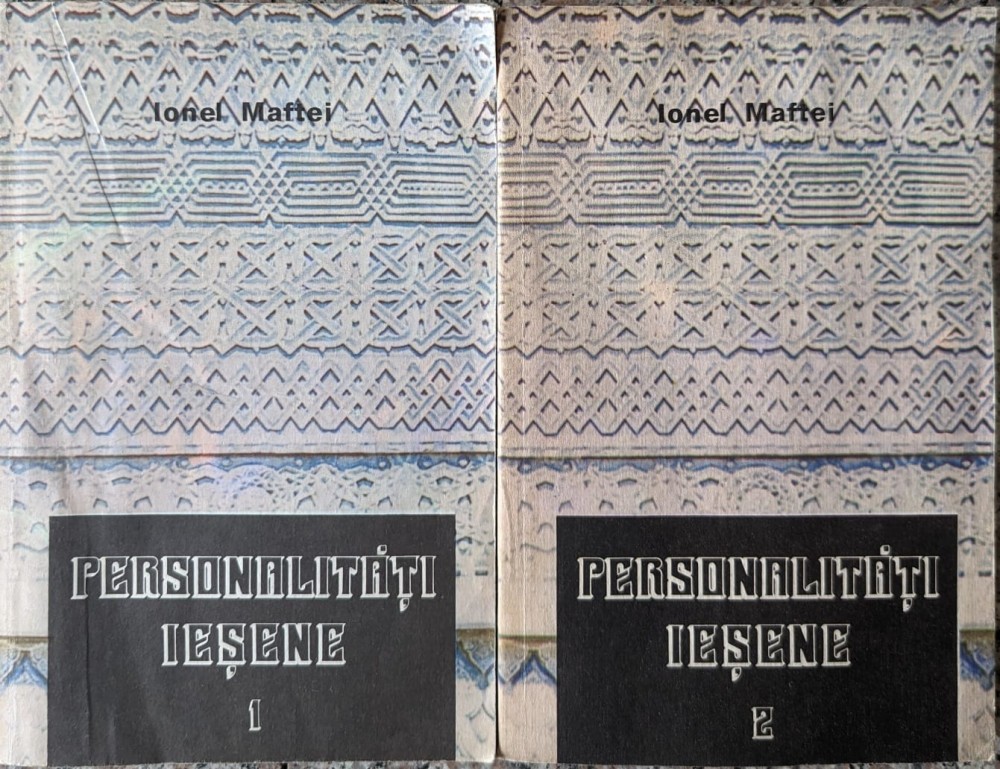 Ionel Maftei
PERSONALITĂȚI
IEȘENE
1
Ionel Maftei
PERSONALITĂȚI
IEȘENE
2